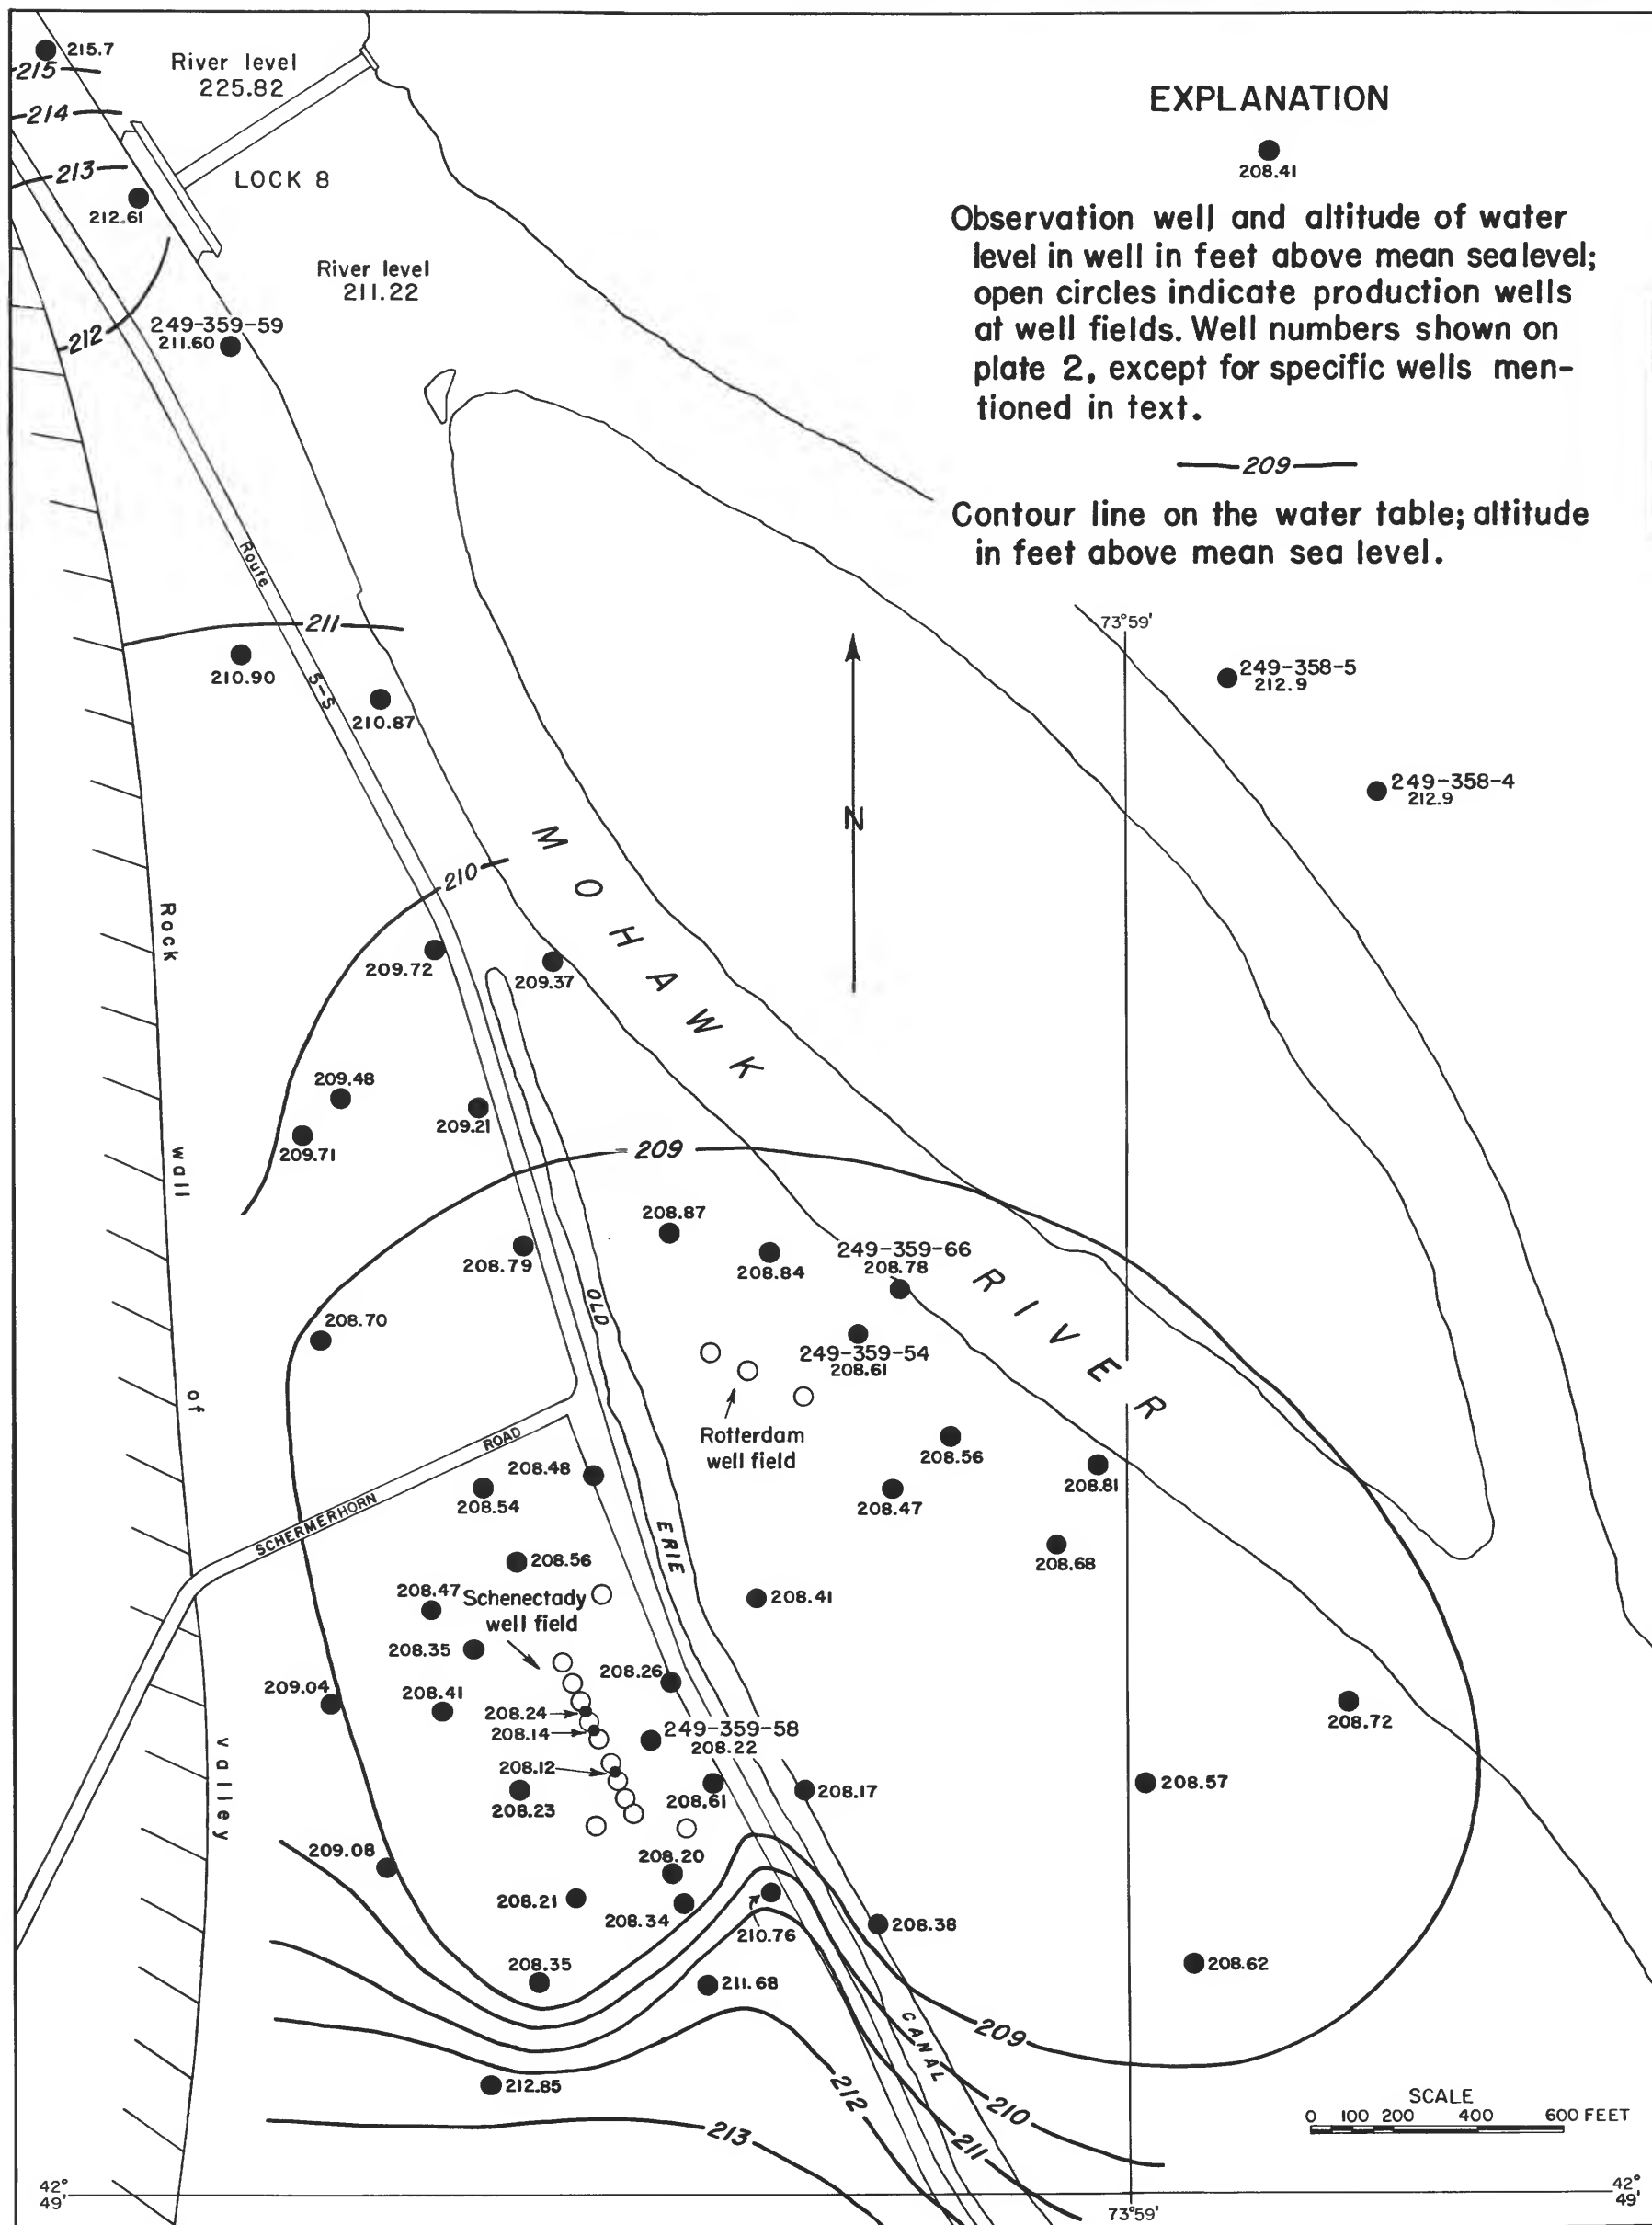 215.7
215
River level
225.82
EXPLANATION
214
208.41
213
LOCK 8
212.61
Observation well and altitude of water
level in well in feet above mean sea level;
open circles indicate production wells
at well fields. Well numbers shown on
plate 2, except for specific wells men-
tioned in text.
River level
211.22
249-359-59
211.60
212
209
Contour line on the water table; altitude
in feet above mean sea level.
Route
5-S
211
73°59'
210.90
249-358-5
212.9
210.87
249-358-4
212.9
N
MOHAWK
210
Rock
wall
of
valley
209.72
209.37
209.48
209.21
209.71
209
208.87
208.79
208.84
249-359-66
208.78
RIVER
OLD
208.70
249-359-54
208.61
Rotterdam
well field
ROAD
208.48
208.56
208.81
208.54
208.47
SCHERMERHORN
ERIE
208.56
208.68
208.47
Schenectady
well field
208.41
208.35
208.26
209.04
208.41
208.24
208.14
249-359-58
208.22
208.72
208.12
208.57
208.23
208.61
208.17
209.08
208.20
208.21
208.34
210.76
208.38
208.35
208.62
211.68
CANAL
209
212.85
212
210
SCALE
0 100 200 400 600 FEET
213
211
42°
49'
73°59'
42°
49'